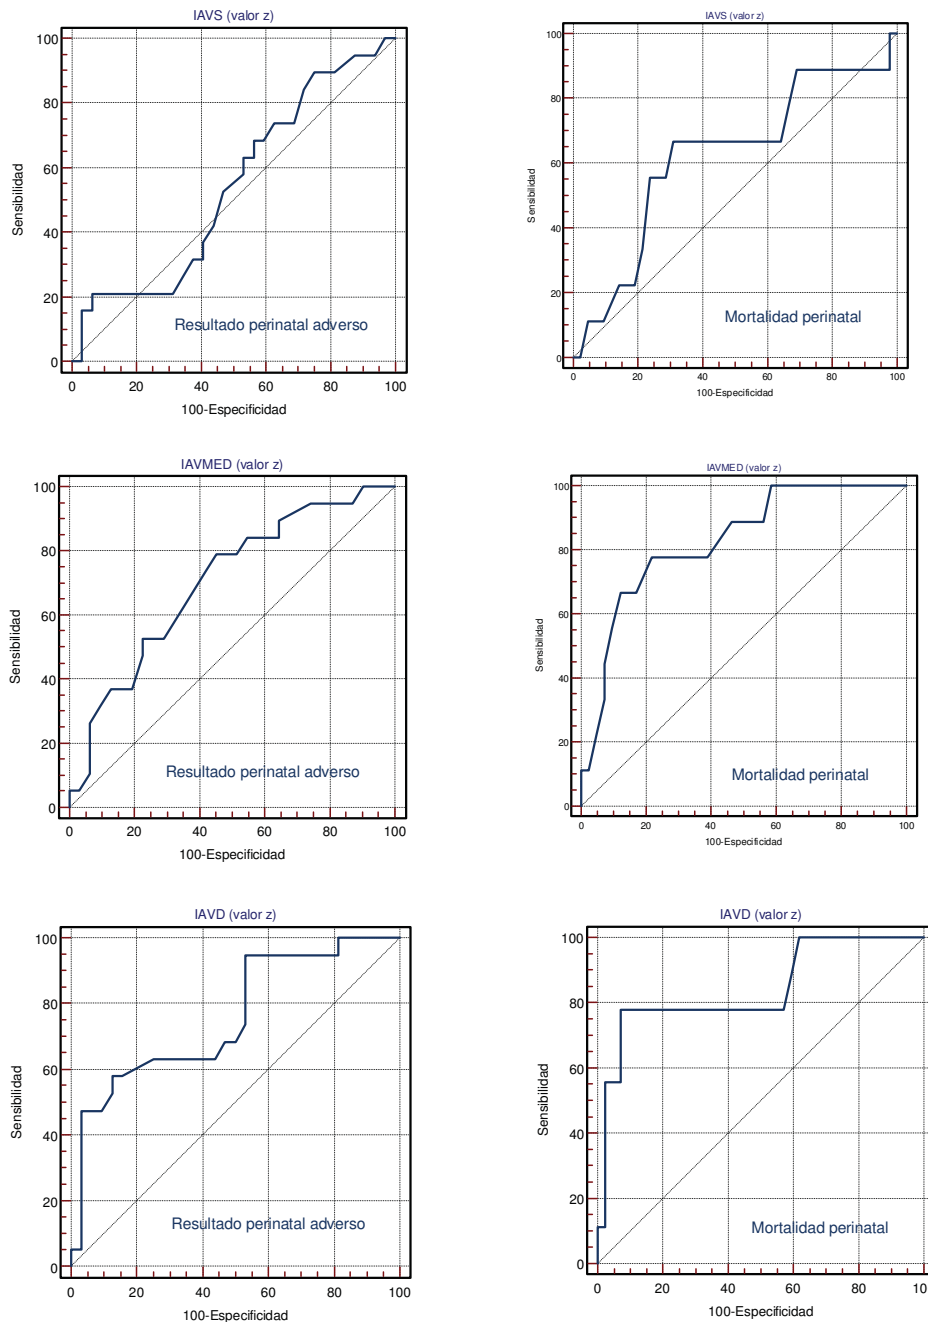 IAVS (valor z)
100
80
60
40
20
0
Sensibilidad
Resultado perinatal adverso
0 20 40 60 80 100
100-Especificidad
IAVS (valor z)
100
80
60
40
20
0
Sensibilidad
Mortalidad perinatal
0 20 40 60 80 100
100-Especificidad
IAVMED (valor z)
100
80
60
40
20
0
Sensibilidad
Resultado perinatal adverso
0 20 40 60 80 100
100-Especificidad
IAVMED (valor z)
100
80
60
40
20
0
Sensibilidad
Mortalidad perinatal
0 20 40 60 80 100
100-Especificidad
IAVD (valor z)
100
80
60
40
20
0
Sensibilidad
Resultado perinatal adverso
0 20 40 60 80 100
100-Especificidad
IAVD (valor z)
100
80
60
40
20
0
Sensibilidad
Mortalidad perinatal
0 20 40 60 80
100-Especificidad